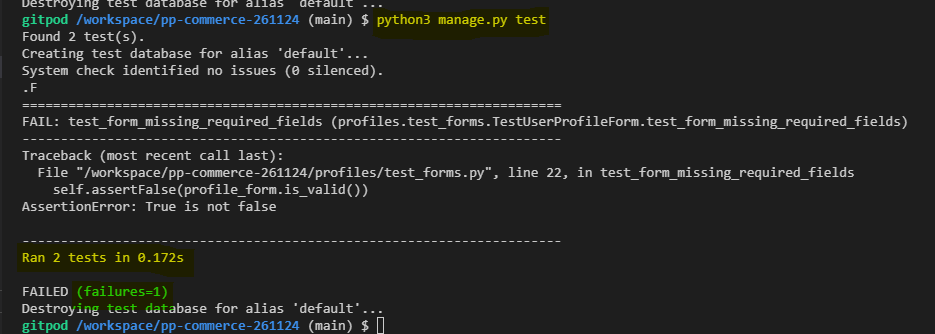 Destroying test database for alias 'default'...
gitpod /workspace/pp-commerce-261124 (main) $ python3 manage.py test
Found 2 test(s).
Creating test database for alias 'default'...
System check identified no issues (0 silenced).
.F
======================================================================
FAIL: test_form_missing_required_fields (profiles.test_forms.TestUserProfileForm.test_form_missing_required_fields)
----------------------------------------------------------------------
Traceback (most recent call last):
  File "/workspace/pp-commerce-261124/profiles/test_forms.py", line 22, in test_form_missing_required_fields
    self.assertFalse(profile_form.is_valid())
AssertionError: True is not false

----------------------------------------------------------------------
Ran 2 tests in 0.172s

FAILED (failures=1)
Destroying test database for alias 'default'...
gitpod /workspace/pp-commerce-261124 (main) $